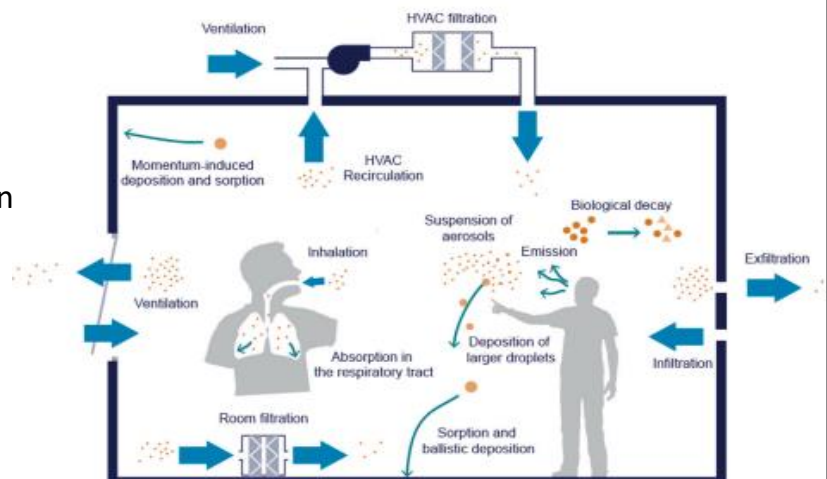 HVAC filtration
Ventilation
Momentum-induced
deposition and sorption
HVAC
Recirculation
Biological decay
Suspension of
aerosols
Emission
Inhalation
Exfiltration
Ventilation
Deposition of
larger droplets
Absorption in
the respiratory tract
Infiltration
Room filtration
Sorption and
ballistic deposition